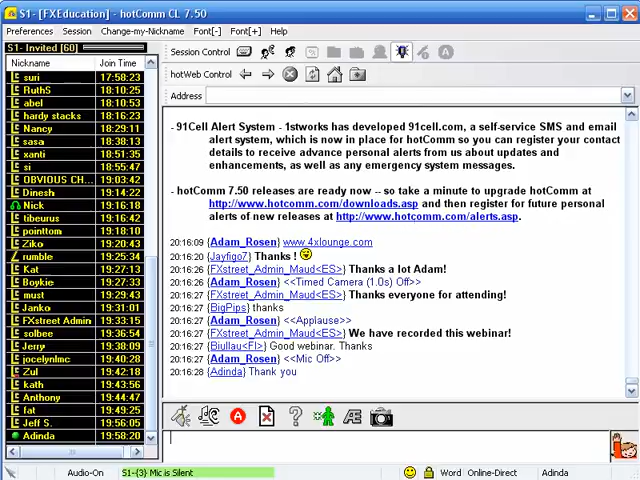 S1- [FXEducation] - hotComm CL 7.50
Preferences Session Change-my-Nickname Font[-] Font[+] Help
S1- Invited [60]
Session Control
Nickname Join Time
hotWeb Control
Address
suri 17:58:23
RuthS 18:10:25
abel 18:10:53
hardy stacks 18:16:24
Nancy 18:29:11
sasa 18:38:13
xanti 18:51:35
si 19:07:15
OBVIOUS CH... 19:13:42
Dinesh 19:14:22
Nick 19:16:18
tibeurus 19:16:42
pointtom 19:18:10
Ziko 19:20:43
rumble 19:25:34
Kat 19:27:13
Boykie 19:27:33
must 19:29:43
Janko 19:31:01
FXstreet Admin 19:33:15
solbee 19:36:54
Jerry 19:38:09
jocelynlmc 19:40:28
Zul 19:42:18
kath 19:43:56
Anthony 19:44:47
fat 19:49:25
Jeff S. 19:56:05
Adinda 19:58:20
- 91Cell Alert System - 1stworks has developed 91cell.com, a self-service SMS and email
alert system, which is now in place for hotComm so you can register your contact
details to receive advance personal alerts from us about updates and
enhancements, as well as any emergency system messages.
- hotComm 7.50 releases are ready now -- so take a minute to upgrade hotComm at
http://www.hotcomm.com/downloads.asp and then register for future personal
alerts of new releases at http://www.hotcomm.com/alerts.asp.
20:16:09 {Adam_Rosen} www.4xlounge.com
20:16:20 {Jayfigo7} Thanks !
20:16:26 {FXstreet_Admin_Maud<ES>} Thanks a lot Adam!
20:16:26 {Adam_Rosen} <<Timed Camera (1.0s) Off>>
20:16:26 {FXstreet_Admin_Maud<ES>} Thanks everyone for attending!
20:16:26 {BigPips} thanks
20:16:27 {Adam_Rosen} <<Applause>>
20:16:27 {FXstreet_Admin_Maud<ES>} We have recorded this webinar!
20:16:27 {Biullau<FI>} Good webinar. Thanks
20:16:27 {Adam_Rosen} <<Mic Off>>
20:16:28 {Adinda} Thank you
Audio-On S1-{3} Mic is Silent Word Online-Direct Adinda